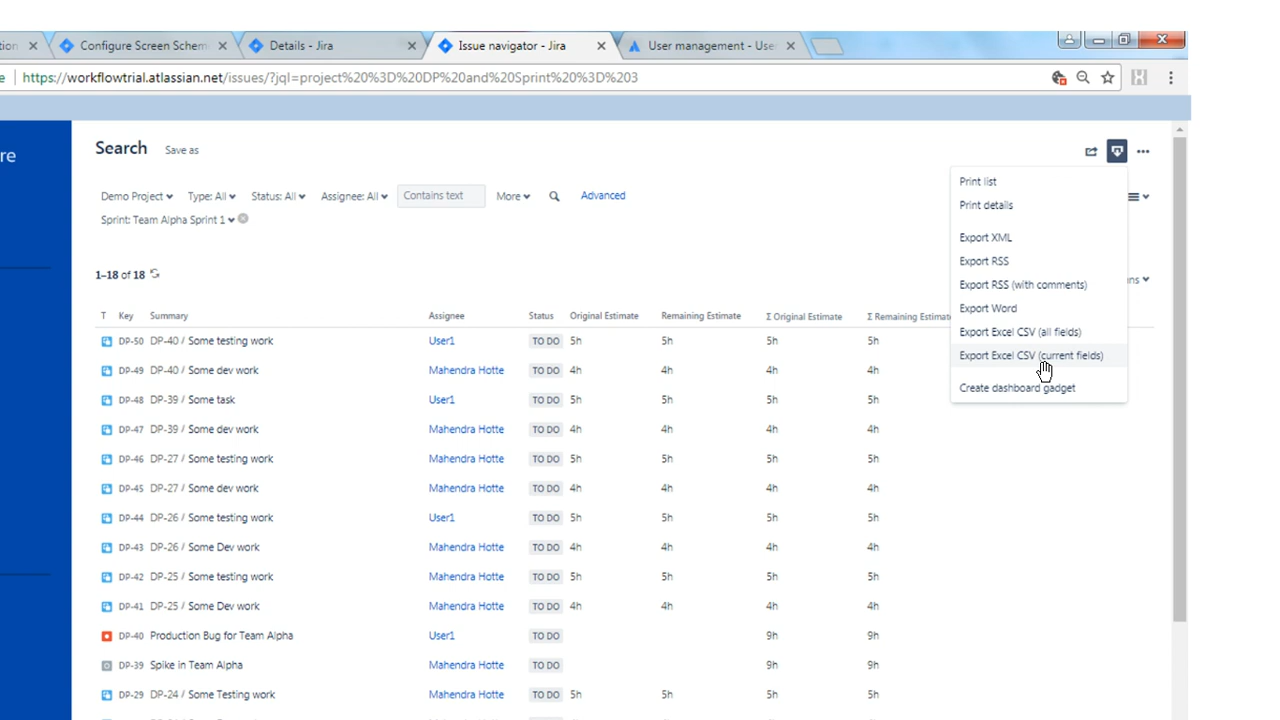 tion Configure Screen Schem Details - Jira Issue navigator - Jira User management - Use
e https://workflowtrial.atlassian.net/issues/?jql=project%20%3D%20DP%20and%20Sprint%20%3D%203
re Search Save as
Print list
Demo Project Type: All Status: All Assignee: All Contains text More Advanced
Print details
Sprint: Team Alpha Sprint 1
Export XML
Export RSS
1–18 of 18
ns
Export RSS (with comments)
Export Word
T Key Summary Assignee Status Original Estimate Remaining Estimate Σ Original Estimate Σ Remaining Estimate
Export Excel CSV (all fields)
DP-50 DP-40 / Some testing work User1 TO DO 5h 5h 5h 5h
Export Excel CSV (current fields)
DP-49 DP-40 / Some dev work Mahendra Hotte TO DO 4h 4h 4h 4h
Create dashboard gadget
DP-48 DP-39 / Some task User1 TO DO 5h 5h 5h 5h
DP-47 DP-39 / Some dev work Mahendra Hotte TO DO 4h 4h 4h 4h
DP-46 DP-27 / Some testing work Mahendra Hotte TO DO 5h 5h 5h 5h
DP-45 DP-27 / Some dev work Mahendra Hotte TO DO 4h 4h 4h 4h
DP-44 DP-26 / Some testing work User1 TO DO 5h 5h 5h 5h
DP-43 DP-26 / Some Dev work Mahendra Hotte TO DO 4h 4h 4h 4h
DP-42 DP-25 / Some testing work Mahendra Hotte TO DO 5h 5h 5h 5h
DP-41 DP-25 / Some Dev work Mahendra Hotte TO DO 4h 4h 4h 4h
DP-40 Production Bug for Team Alpha User1 TO DO 9h 9h
DP-39 Spike in Team Alpha Mahendra Hotte TO DO 9h 9h
DP-29 DP-24 / Some Testing work Mahendra Hotte TO DO 5h 5h 5h 5h